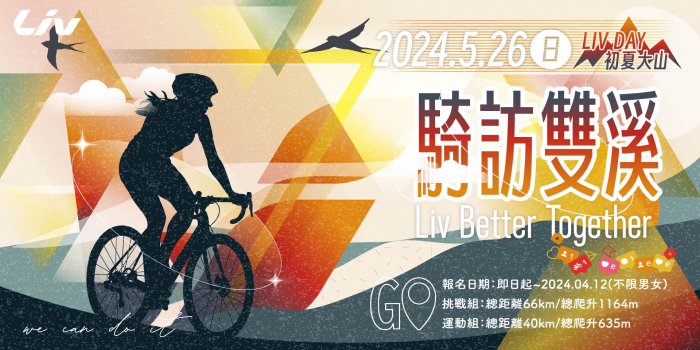 Liv
2024.5.26 日
LIV DAY
初夏大山
騎訪雙溪
Liv Better Together
GO
報名日期：即日起~2024.04.12(不限男女)
挑戰組：總距離66km/總爬升1164m
運動組：總距離40km/總爬升635m
we can do it